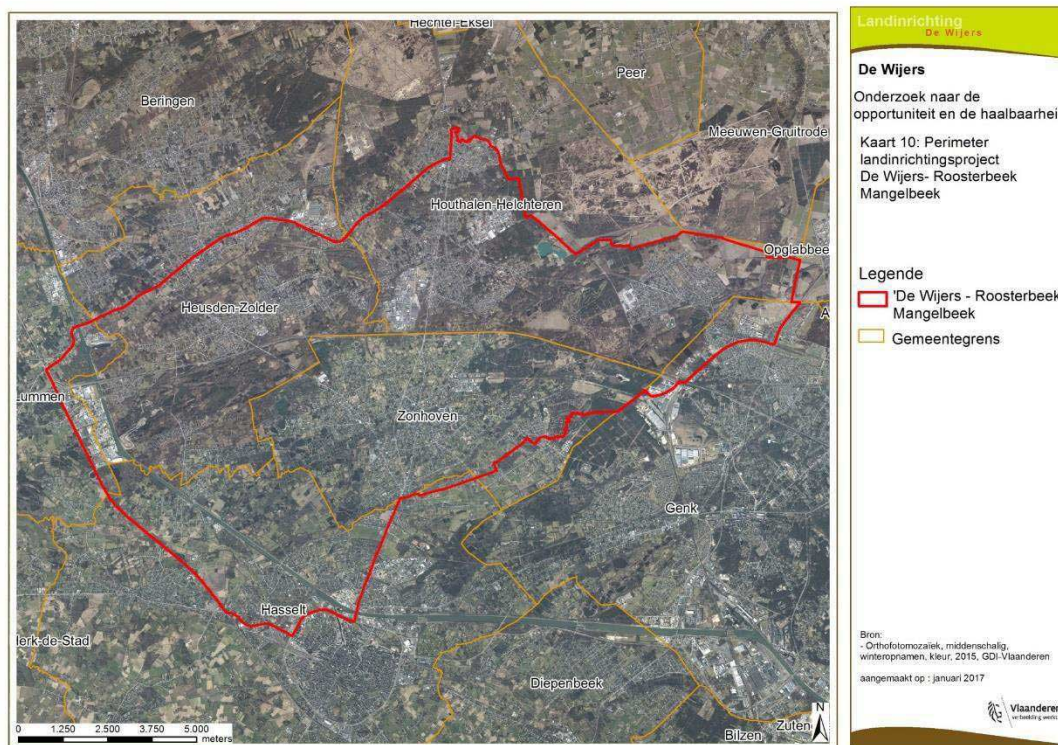 Hechtel-Eksel
Peer
Beringen
Meeuwen-Gruitrode
Houthalen-Helchteren
Opglabbee
Heusden-Zolder
A
Lummen
Zonhoven
Genk
Hasselt
Herk-de-Stad
Diepenbeek
Zuten
Bilzen
0 1.250 2.500 3.750 5.000
meters
N
Landinrichting
De Wijers
De Wijers
Onderzoek naar de
opportuniteit en de haalbaarhei
Kaart 10: Perimeter
landinrichtingsproject
De Wijers- Roosterbeek
Mangelbeek
Legende
'De Wijers - Roosterbeek
Mangelbeek
Gemeentegrens
Bron:
- Orthofotomozaïek, middenschalig,
winteropnamen, kleur, 2015, GDI-Vlaanderen
aangemaakt op : januari 2017
Vlaanderen
verbeelding werkt